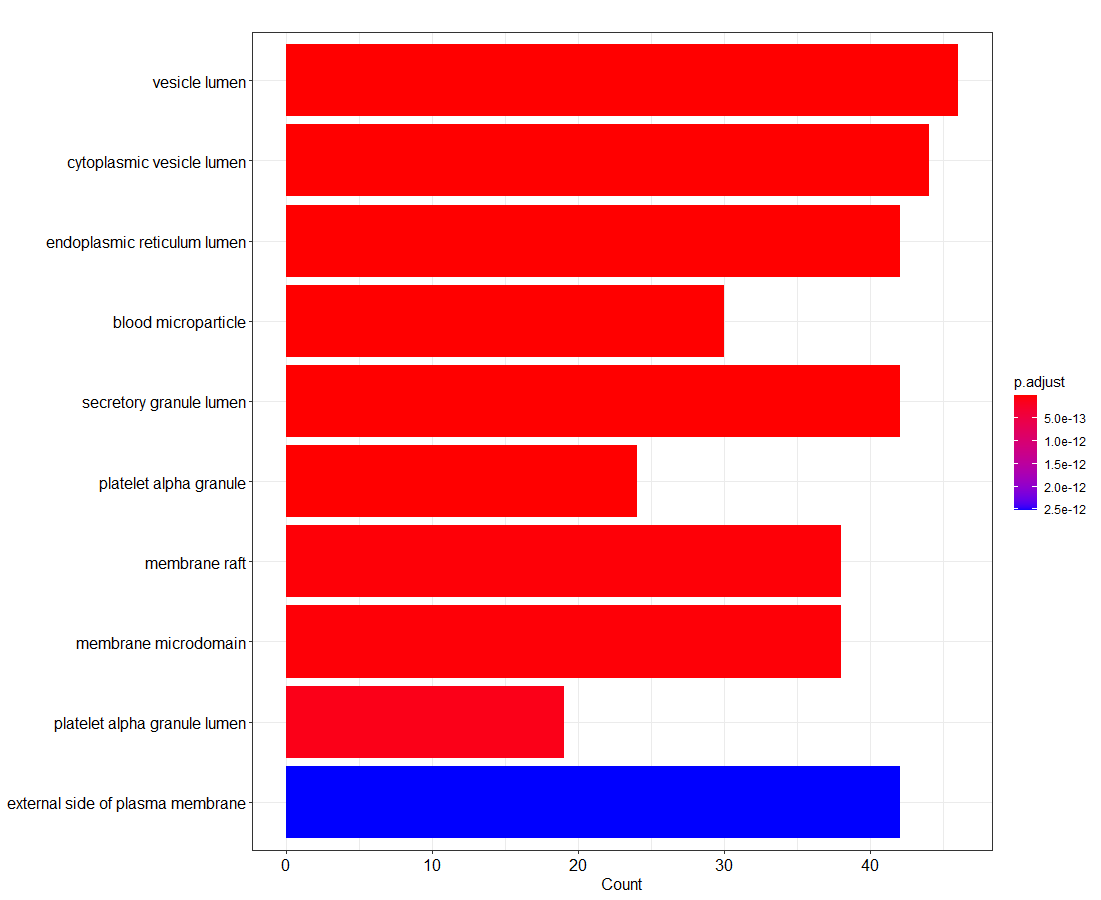 vesicle lumen
cytoplasmic vesicle lumen
endoplasmic reticulum lumen
blood microparticle
secretory granule lumen
platelet alpha granule
membrane raft
membrane microdomain
platelet alpha granule lumen
external side of plasma membrane
0 10 20 30 40
Count
p.adjust
5.0e-13
1.0e-12
1.5e-12
2.0e-12
2.5e-12